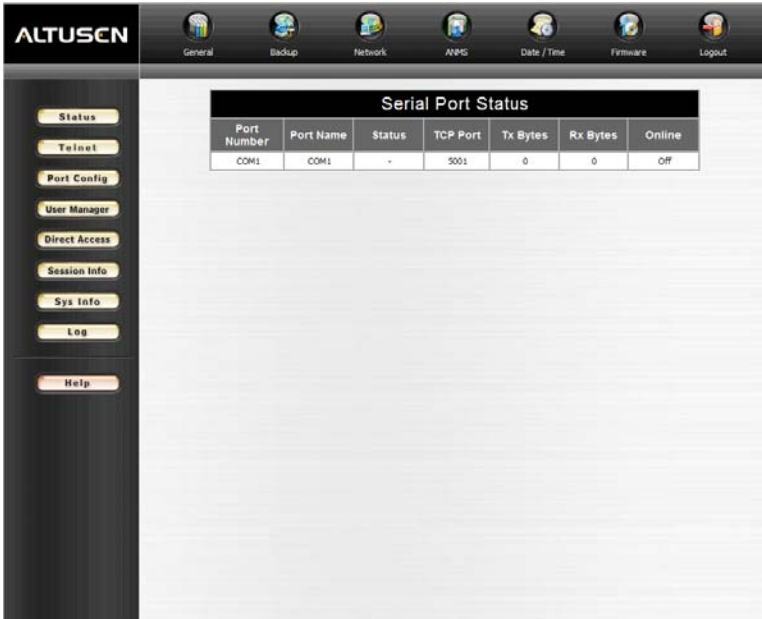 ALTUSEN
General Backup Network ANMS Date / Time Firmware Logout
Status
Telnet
Port Config
User Manager
Direct Access
Session Info
Sys Info
Log
Help
Serial Port Status
Port Number Port Name Status TCP Port Tx Bytes Rx Bytes Online
COM1 COM1 - 5001 0 0 Off